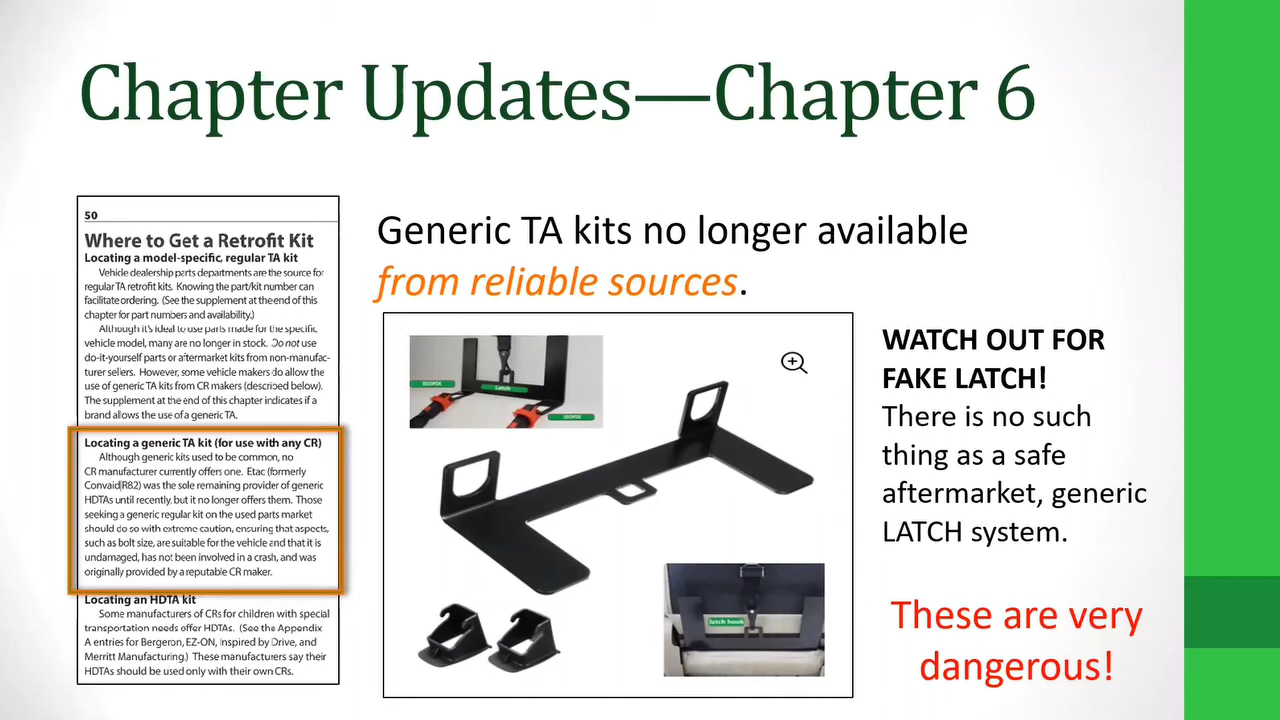 Chapter Updates—Chapter 6
50
Where to Get a Retrofit Kit
Locating a model-specific, regular TA kit
Vehicle dealership parts departments are the source for
regular TA retrofit kits. Knowing the part/kit number can
facilitate ordering. (See the supplement at the end of this
chapter for part numbers and availability.)
Although it's ideal to use parts made for the specific
vehicle model, many are no longer in stock. Do not use
do-it-yourself parts or aftermarket kits from non-manufac-
turer sellers. However, some vehicle makers do allow the
use of generic TA kits from CR makers (described below).
The supplement at the end of this chapter indicates if a
brand allows the use of a generic TA.
Locating a generic TA kit (for use with any CR)
Although generic kits used to be common, no
CR manufacturer currently offers one. Etac (formerly
Convaid|R82) was the sole remaining provider of generic
HDTAs until recently, but it no longer offers them. Those
seeking a generic regular kit on the used parts market
should do so with extreme caution, ensuring that aspects,
such as bolt size, are suitable for the vehicle and that it is
undamaged, has not been involved in a crash, and was
originally provided by a reputable CR maker.
Locating an HDTA kit
Some manufacturers of CRs for children with special
transportation needs offer HDTAs. (See the Appendix
A entries for Bergeron, EZ-ON, Inspired by Drive, and
Merritt Manufacturing.) These manufacturers say their
HDTAs should be used only with their own CRs.
Generic TA kits no longer available
from reliable sources.
ISOFIX
Latch
ISOFIX
latch hook
WATCH OUT FOR
FAKE LATCH!
There is no such
thing as a safe
aftermarket, generic
LATCH system.
These are very
dangerous!